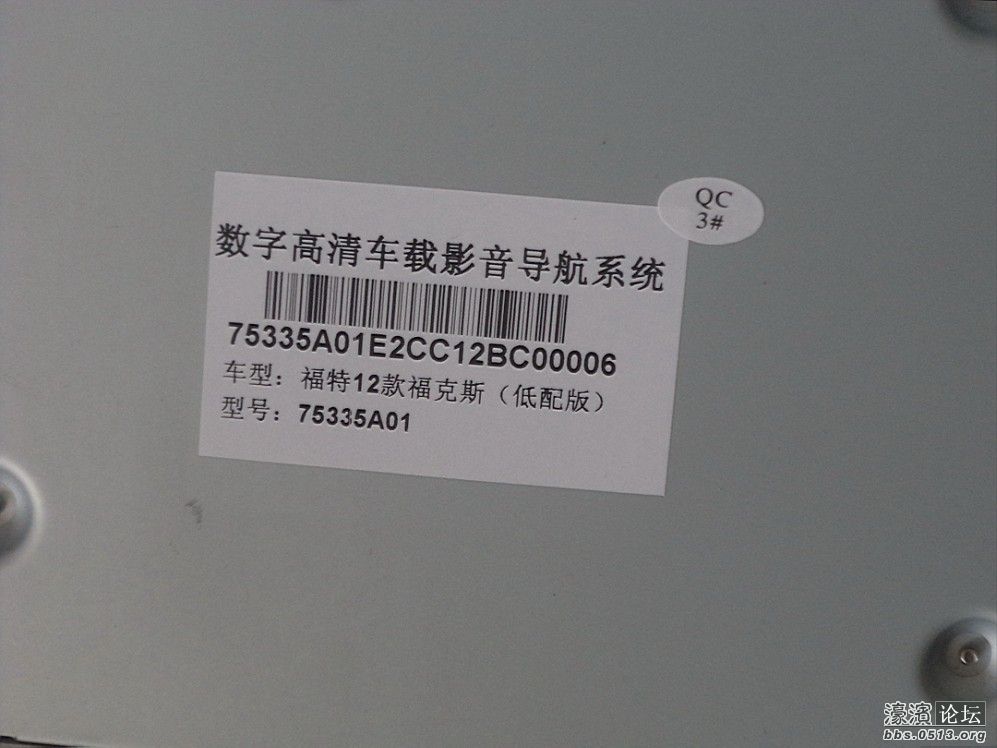 QC
3#
数字高清车载影音导航系统
75335A01E2CC12BC00006
车型：福特12款福克斯（低配版）
型号：75335A01
濠滨论坛
bbs.0513.org